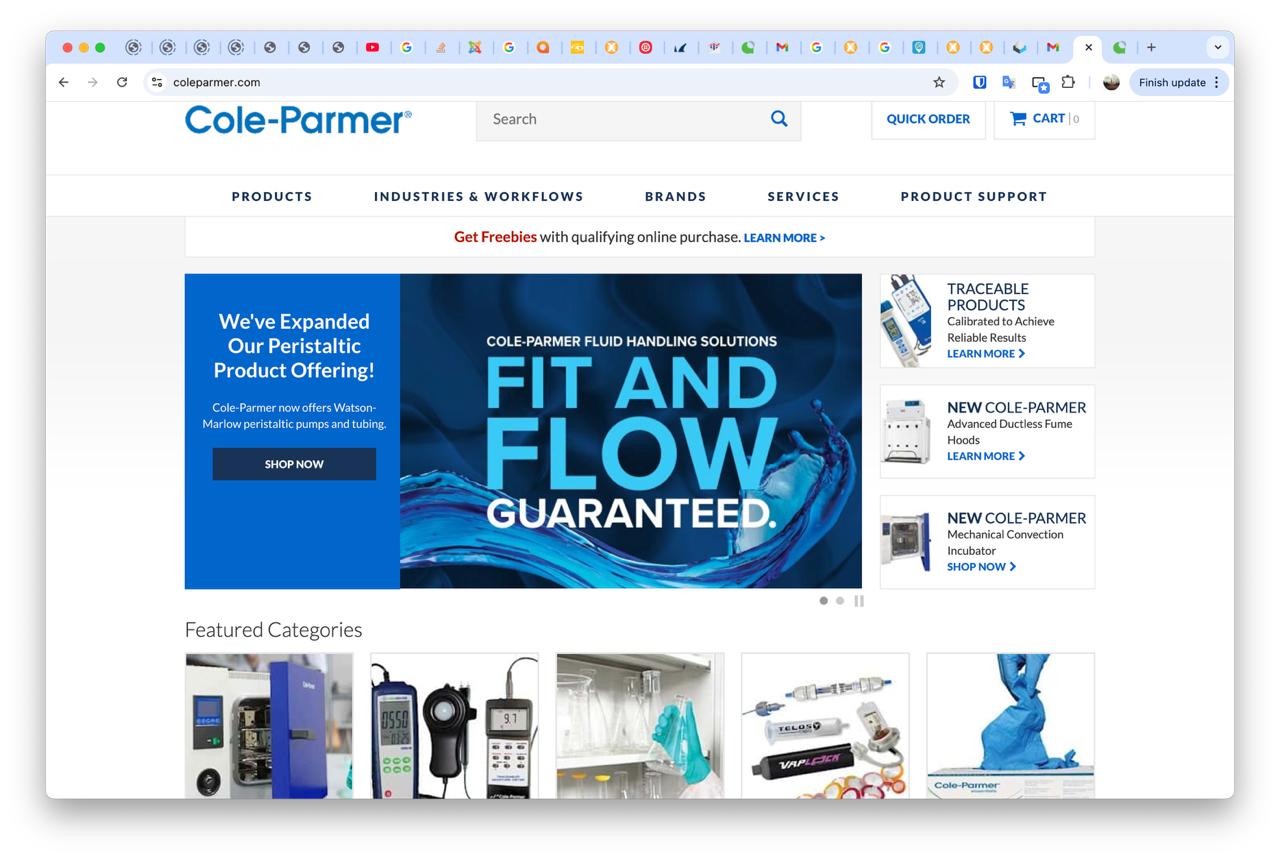 coleparmer.com
Finish update
Cole-Parmer®
Search
QUICK ORDER
CART | 0
PRODUCTS
INDUSTRIES & WORKFLOWS
BRANDS
SERVICES
PRODUCT SUPPORT
Get Freebies with qualifying online purchase. LEARN MORE >
We've Expanded
Our Peristaltic
Product Offering!
Cole-Parmer now offers Watson-
Marlow peristaltic pumps and tubing.
SHOP NOW
COLE-PARMER FLUID HANDLING SOLUTIONS
FIT AND
FLOW
GUARANTEED.
TRACEABLE
PRODUCTS
Calibrated to Achieve
Reliable Results
LEARN MORE
NEW COLE-PARMER
Advanced Ductless Fume
Hoods
LEARN MORE
NEW COLE-PARMER
Mechanical Convection
Incubator
SHOP NOW
Featured Categories
9.7
TELOS
VAPLOCK
Cole-Parmer